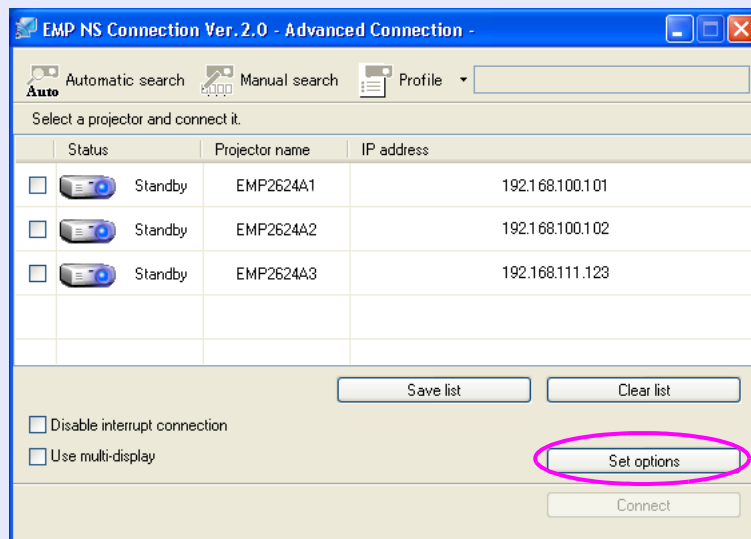 EMP NS Connection Ver.2.0 - Advanced Connection -
Auto Automatic search Manual search Profile
Select a projector and connect it.
Status Projector name IP address
Standby EMP2624A1 192.168.100.101
Standby EMP2624A2 192.168.100.102
Standby EMP2624A3 192.168.111.123
Save list Clear list
Disable interrupt connection
Use multi-display Set options
Connect